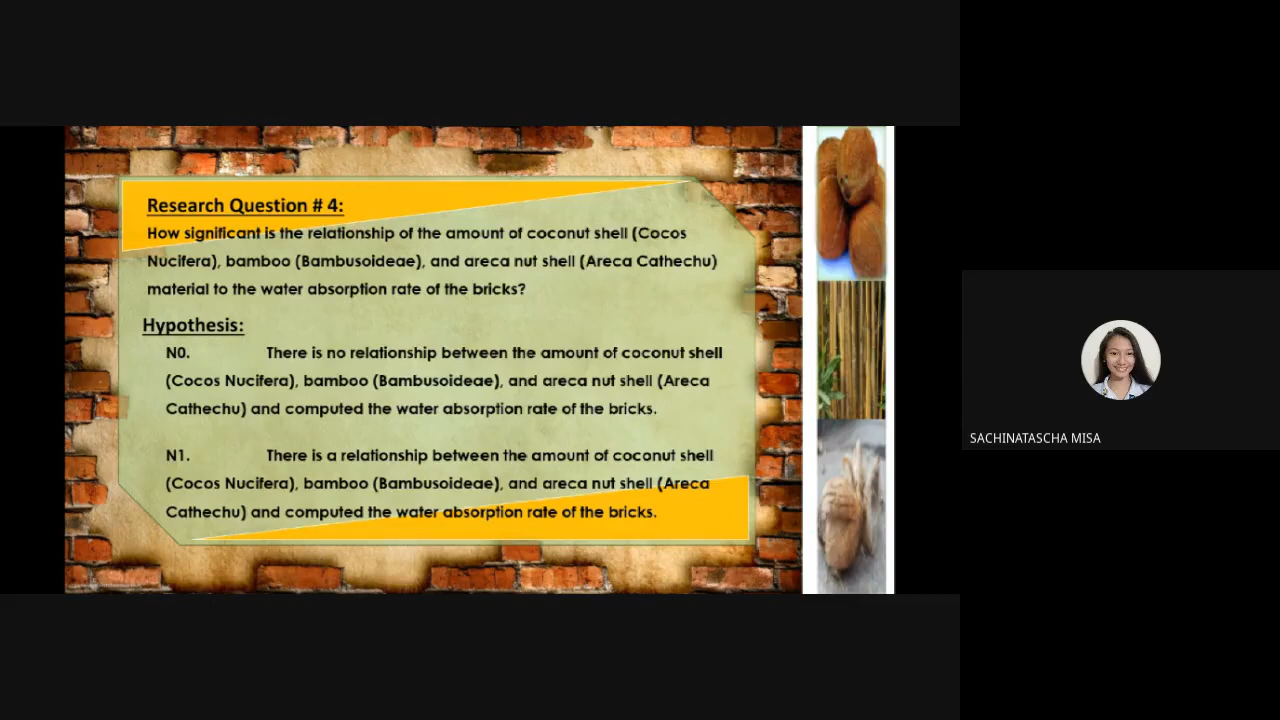 Research Question # 4:
How significant is the relationship of the amount of coconut shell (Cocos
Nucifera), bamboo (Bambusoideae), and areca nut shell (Areca Cathechu)
material to the water absorption rate of the bricks?
Hypothesis:
N0. There is no relationship between the amount of coconut shell
(Cocos Nucifera), bamboo (Bambusoideae), and areca nut shell (Areca
Cathechu) and computed the water absorption rate of the bricks.
N1. There is a relationship between the amount of coconut shell
(Cocos Nucifera), bamboo (Bambusoideae), and areca nut shell (Areca
Cathechu) and computed the water absorption rate of the bricks.
SACHINATASCHA MISA